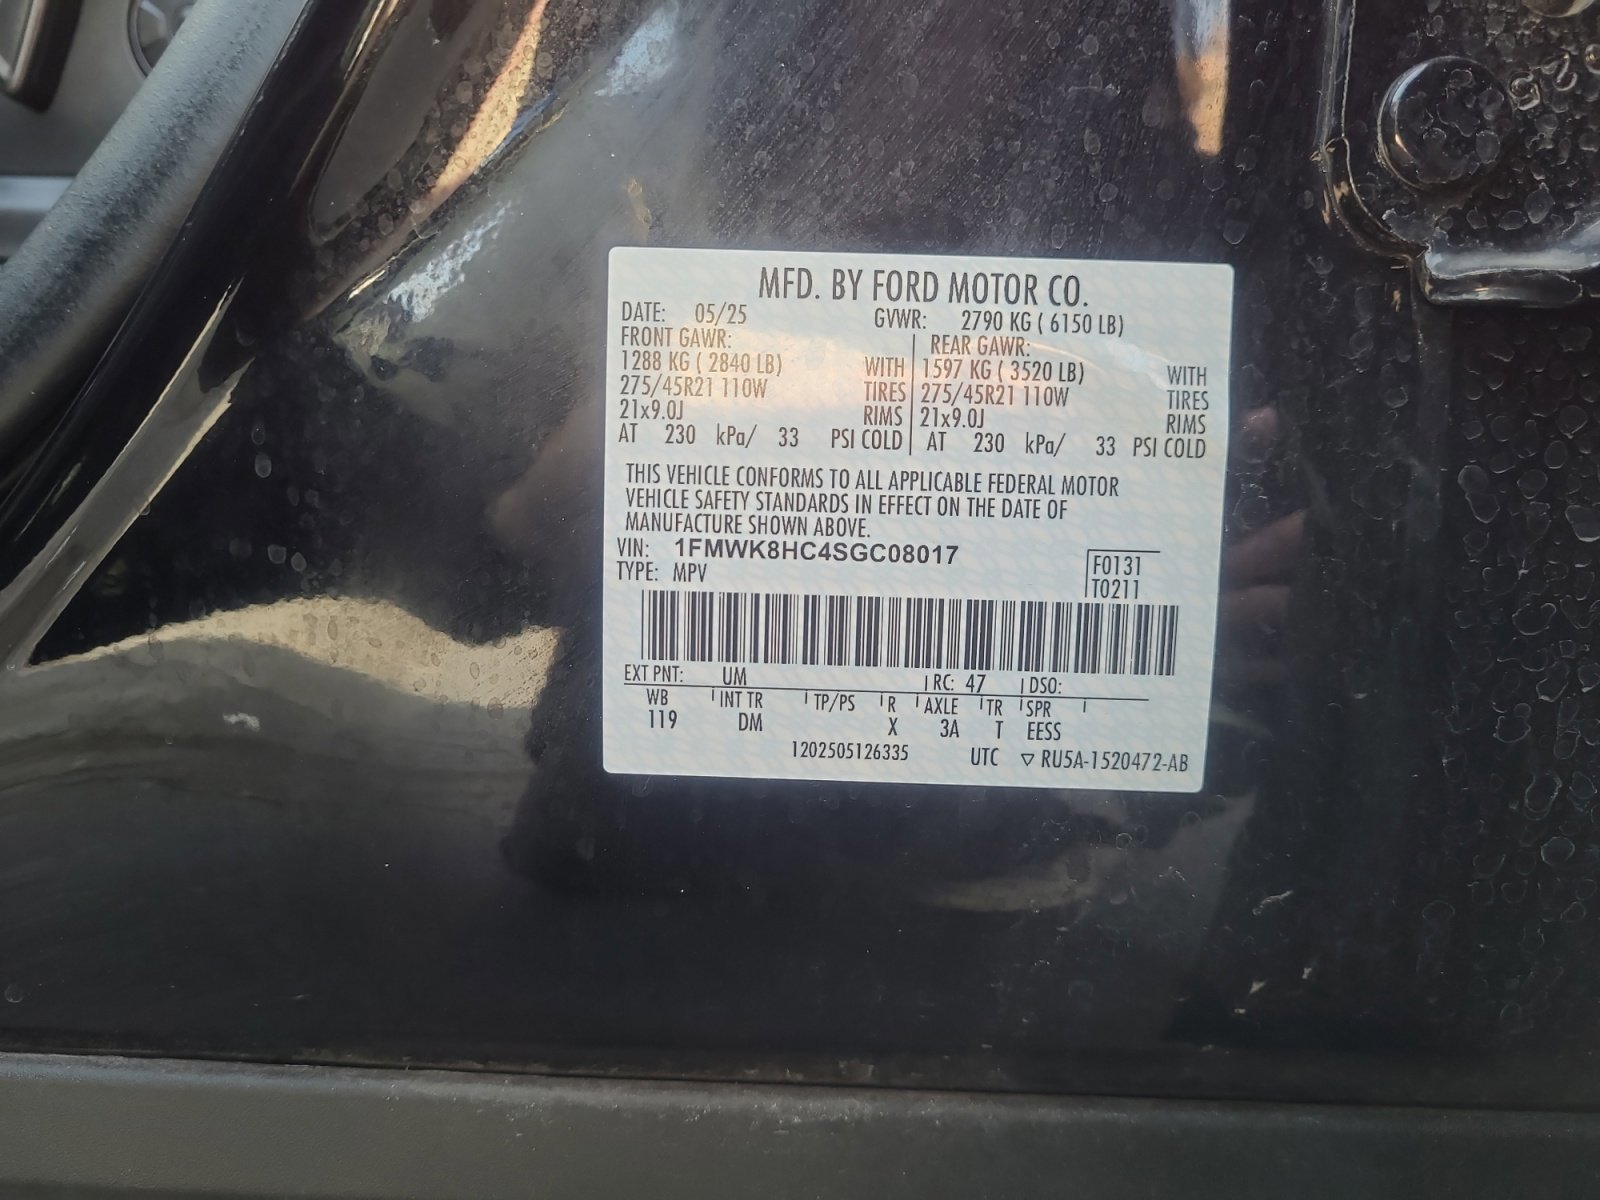 MFD. BY FORD MOTOR CO.
DATE: 05/25 GVWR: 2790 KG ( 6150 LB)
FRONT GAWR: REAR GAWR:
1288 KG ( 2840 LB) WITH 1597 KG ( 3520 LB) WITH
275/45R21 110W TIRES 275/45R21 110W TIRES
21x9.0J RIMS 21x9.0J RIMS
AT 230 kPa/ 33 PSI COLD AT 230 kPa/ 33 PSI COLD
THIS VEHICLE CONFORMS TO ALL APPLICABLE FEDERAL MOTOR
VEHICLE SAFETY STANDARDS IN EFFECT ON THE DATE OF
MANUFACTURE SHOWN ABOVE.
VIN: 1FMWK8HC4SGC08017 F0131
TYPE: MPV T0211
EXT PNT: UM RC: 47 DSO:
WB INT TR TP/PS R AXLE TR SPR
119 DM X 3A T EESS
1202505126335 UTC ▽ RU5A-1520472-AB